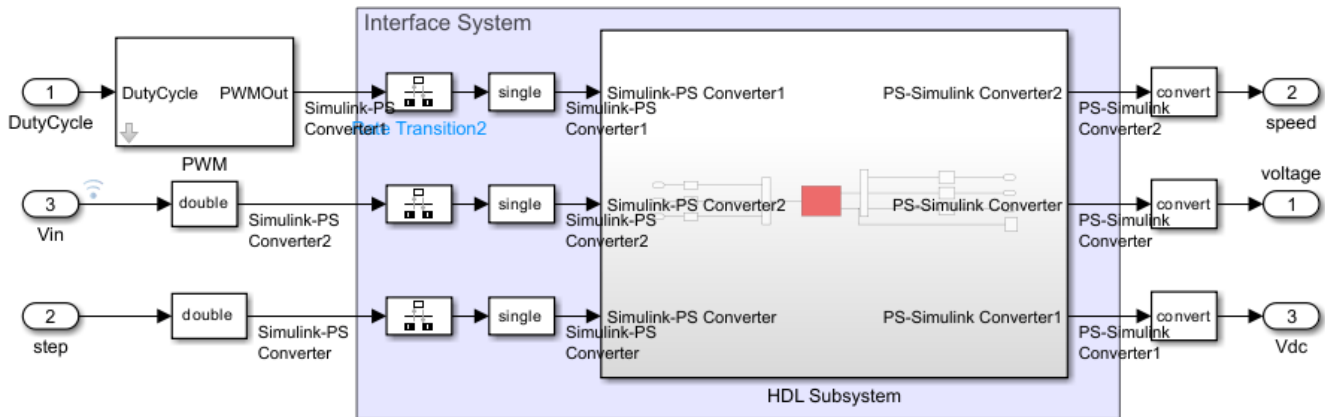 Interface System
1
DutyCycle
DutyCycle
PWMOut
PWM
Simulink-PS
Converter1
Rate Transition2
single
Simulink-PS
Converter1
Simulink-PS Converter1
PS-Simulink Converter2
PS-Simulink
Converter2
convert
2
speed
3
Vin
double
Simulink-PS
Converter2
single
Simulink-PS
Converter2
Simulink-PS Converter2
PS-Simulink Converter
PS-Simulink
Converter
convert
voltage
1
2
step
double
Simulink-PS
Converter
single
Simulink-PS
Converter
Simulink-PS Converter
PS-Simulink Converter1
PS-Simulink
Converter1
convert
3
Vdc
HDL Subsystem